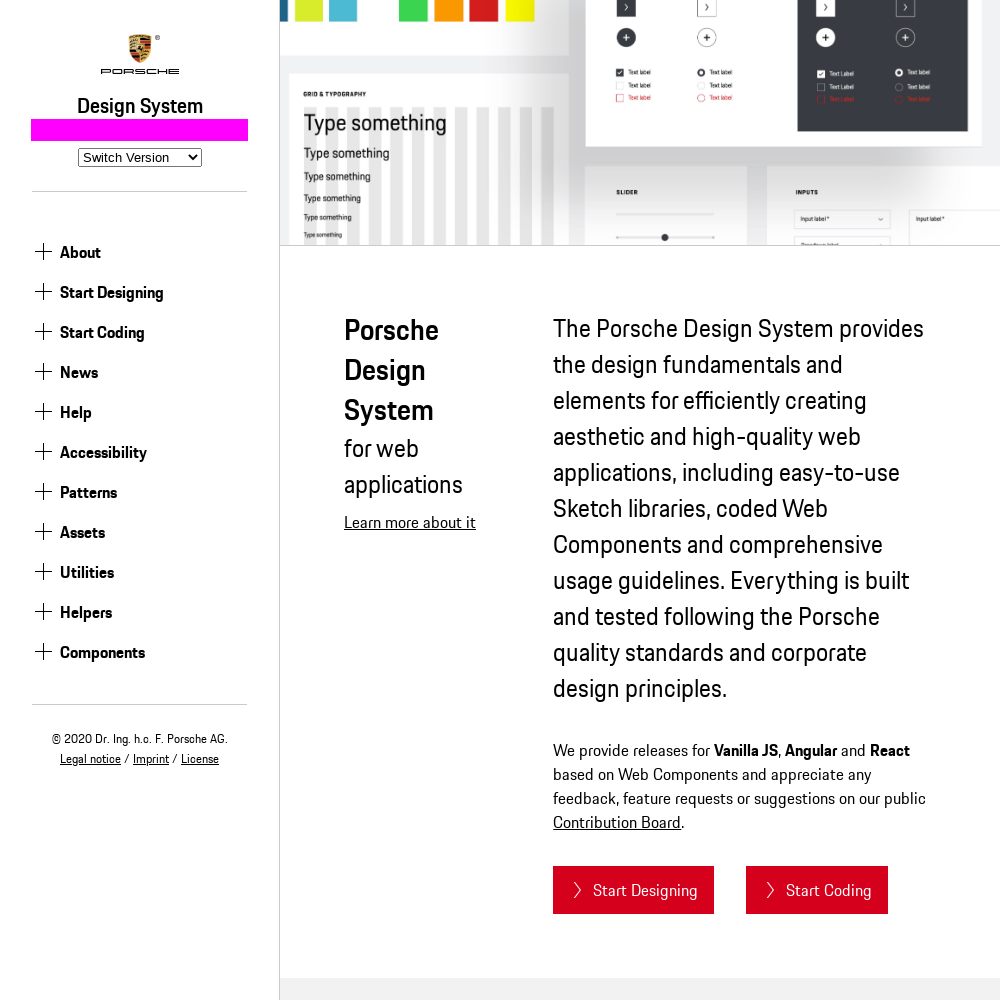 PORSCHE
Design System
Switch Version
About
Start Designing
Start Coding
News
Help
Accessibility
Patterns
Assets
Utilities
Helpers
Components
© 2020 Dr. Ing. h.c. F. Porsche AG.
Legal notice / Imprint / License
GRID & TYPOGRAPHY
Type something
Type something
Type something
Type something
Type something
Type something
Text label
Text label
Text label
Text label
Text label
Text label
Text Label
Text Label
Text Label
Text label
Text label
Text label
SLIDER
INPUTS
Input label*
Input label*
Porsche
Design
System
for web
applications
Learn more about it
The Porsche Design System provides
the design fundamentals and
elements for efficiently creating
aesthetic and high-quality web
applications, including easy-to-use
Sketch libraries, coded Web
Components and comprehensive
usage guidelines. Everything is built
and tested following the Porsche
quality standards and corporate
design principles.
We provide releases for Vanilla JS, Angular and React
based on Web Components and appreciate any
feedback, feature requests or suggestions on our public
Contribution Board.
Start Designing
Start Coding